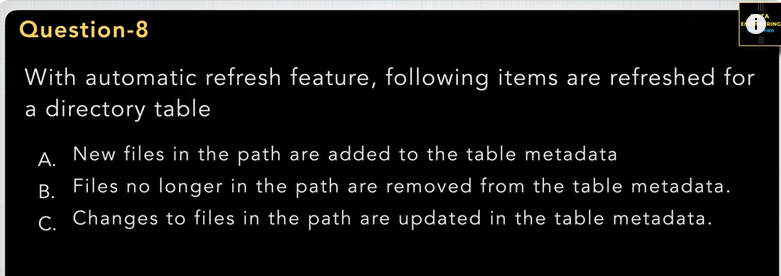 Question-8
With automatic refresh feature, following items are refreshed for
a directory table
A. New files in the path are added to the table metadata
B. Files no longer in the path are removed from the table metadata.
C. Changes to files in the path are updated in the table metadata.